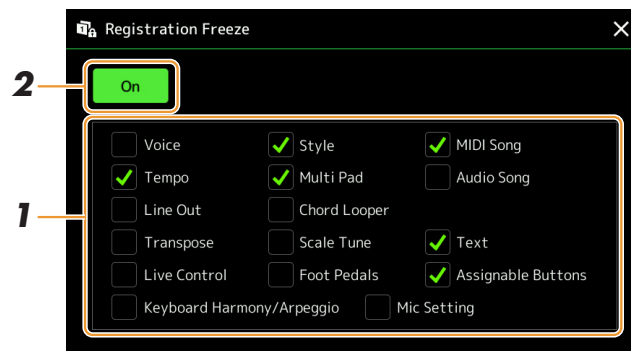 Registration Freeze
2
On
Voice Style MIDI Song
Tempo Multi Pad Audio Song
1
Line Out Chord Looper
Transpose Scale Tune Text
Live Control Foot Pedals Assignable Buttons
Keyboard Harmony/Arpeggio Mic Setting